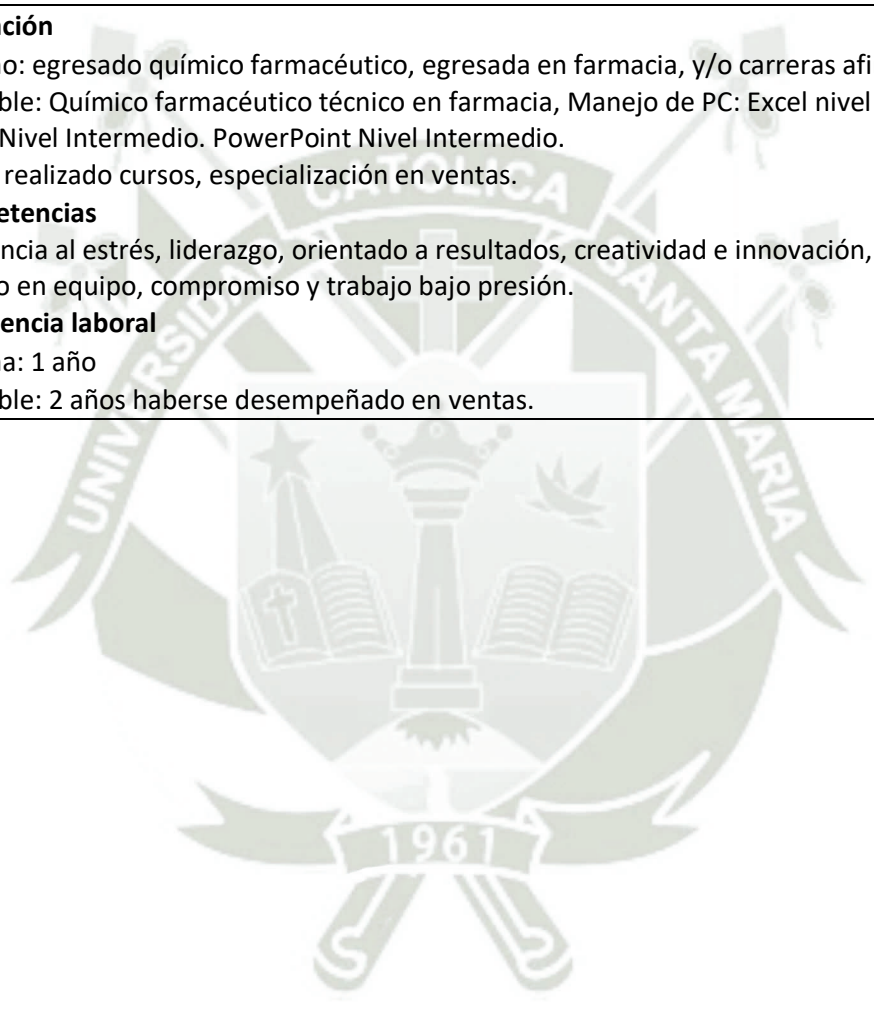 ción
o: egresado químico farmacéutico, egresada en farmacia, y/o carreras afi
ble: Químico farmacéutico técnico en farmacia, Manejo de PC: Excel nivel
Nivel Intermedio. PowerPoint Nivel Intermedio.
realizado cursos, especialización en ventas.
etencias
ncia al estrés, liderazgo, orientado a resultados, creatividad e innovación,
o en equipo, compromiso y trabajo bajo presión.
encia laboral
a: 1 año
ble: 2 años haberse desempeñado en ventas.
UNIVERSIDAD CATOLICA SANTA MARIA
1961